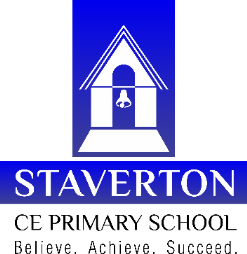 STAVERTON
CE PRIMARY SCHOOL
Believe. Achieve. Succeed.